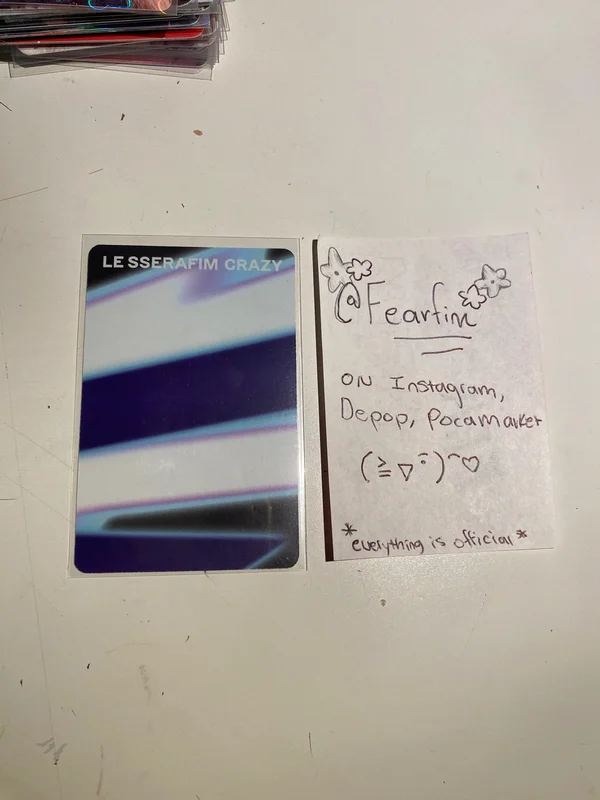 LE SSERAFIM CRAZY
@Fearfim
ON Instagram,
Depop, Pocamarket
(≧▽ᵕ̈)~♡
*everything is official*